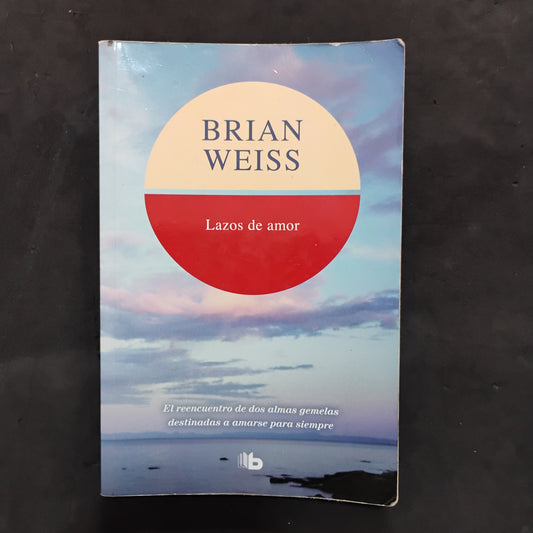 BRIAN
WEISS
Lazos de amor
El reencuentro de dos almas gemelas
destinadas a amarse para siempre
b